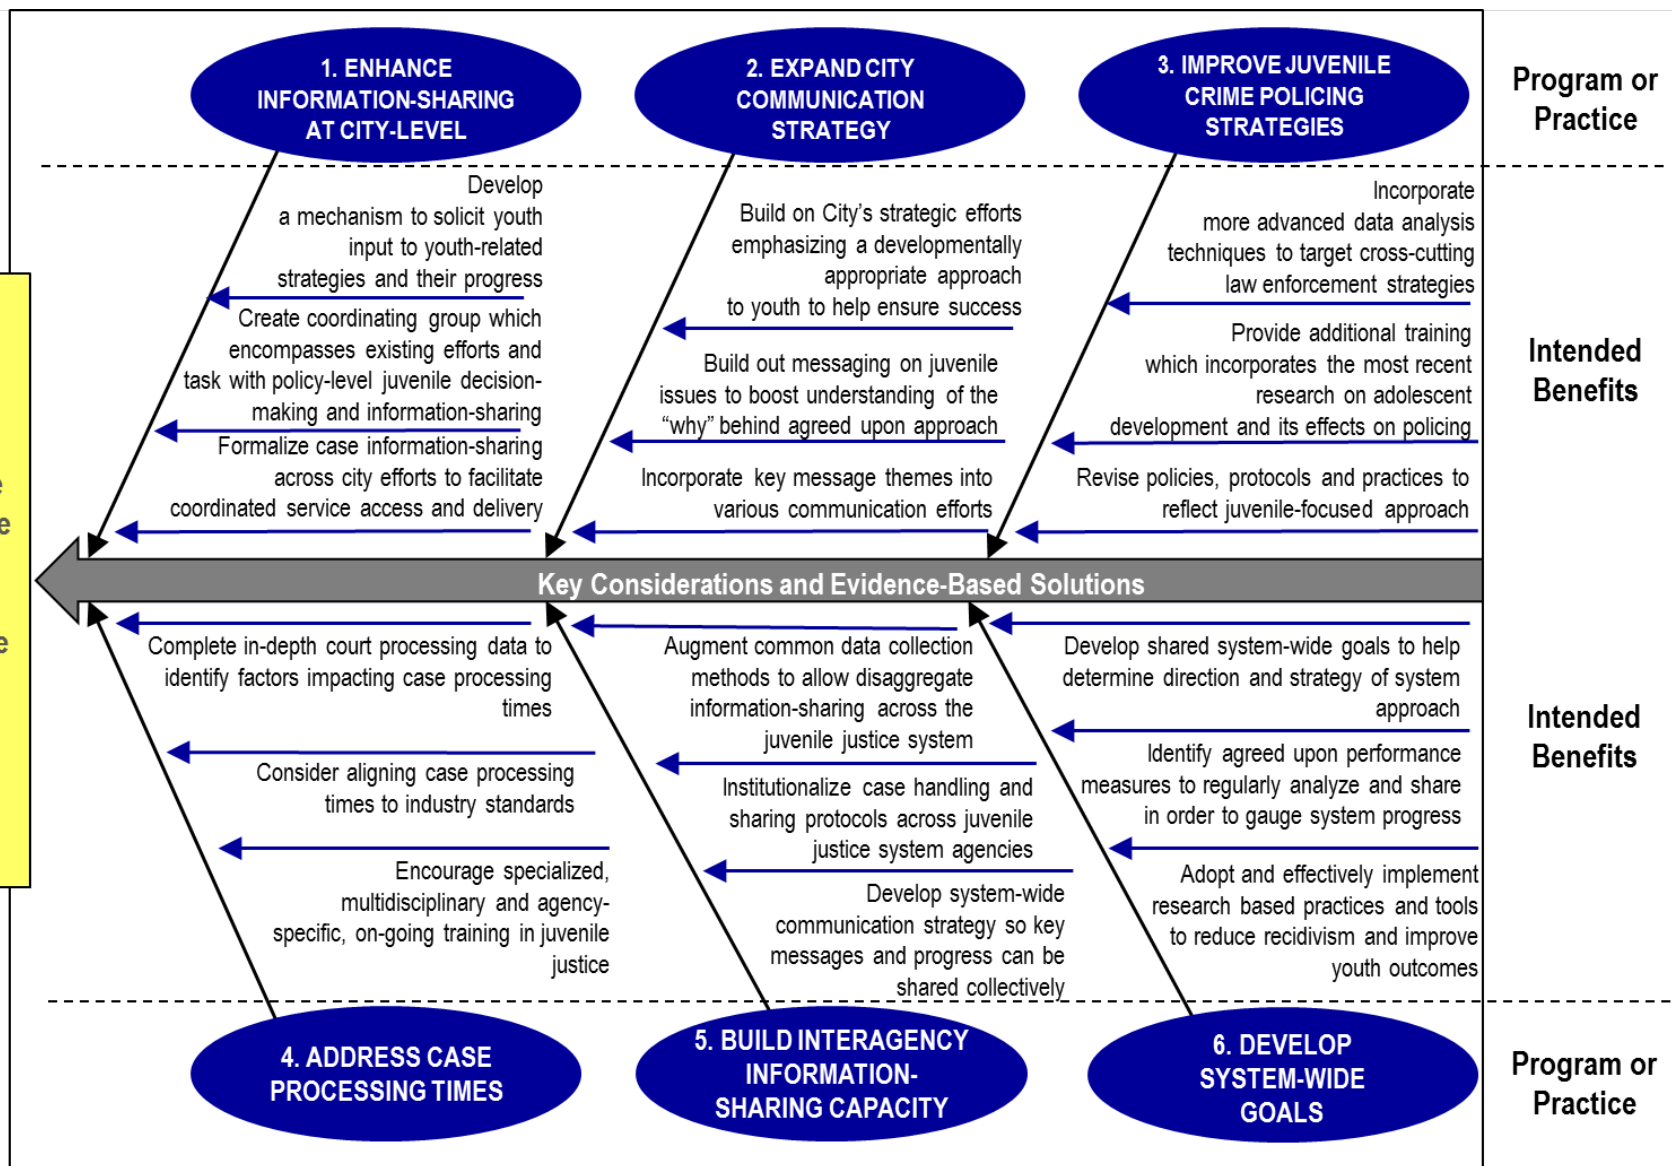 1. ENHANCE
INFORMATION-SHARING
AT CITY-LEVEL
2. EXPAND CITY
COMMUNICATION
STRATEGY
3. IMPROVE JUVENILE
CRIME POLICING
STRATEGIES
Program or
Practice
Develop
a mechanism to solicit youth
input to youth-related
strategies and their progress
Create coordinating group which
encompasses existing efforts and
task with policy-level juvenile decision-
making and information-sharing
Formalize case information-sharing
across city efforts to facilitate
coordinated service access and delivery
Build on City’s strategic efforts
emphasizing a developmentally
appropriate approach
to youth to help ensure success
Build out messaging on juvenile
issues to boost understanding of the
“why” behind agreed upon approach
Incorporate key message themes into
various communication efforts
Incorporate
more advanced data analysis
techniques to target cross-cutting
law enforcement strategies
Provide additional training
which incorporates the most recent
research on adolescent
development and its effects on policing
Revise policies, protocols and practices to
reflect juvenile-focused approach
Intended
Benefits
Key Considerations and Evidence-Based Solutions
Complete in-depth court processing data to
identify factors impacting case processing
times
Consider aligning case processing
times to industry standards
Encourage specialized,
multidisciplinary and agency-
specific, on-going training in juvenile
justice
Augment common data collection
methods to allow disaggregate
information-sharing across the
juvenile justice system
Institutionalize case handling and
sharing protocols across juvenile
justice system agencies
Develop system-wide
communication strategy so key
messages and progress can be
shared collectively
Develop shared system-wide goals to help
determine direction and strategy of system
approach
Identify agreed upon performance
measures to regularly analyze and share
in order to gauge system progress
Adopt and effectively implement
research based practices and tools
to reduce recidivism and improve
youth outcomes
Intended
Benefits
4. ADDRESS CASE
PROCESSING TIMES
5. BUILD INTERAGENCY
INFORMATION-
SHARING CAPACITY
6. DEVELOP
SYSTEM-WIDE
GOALS
Program or
Practice